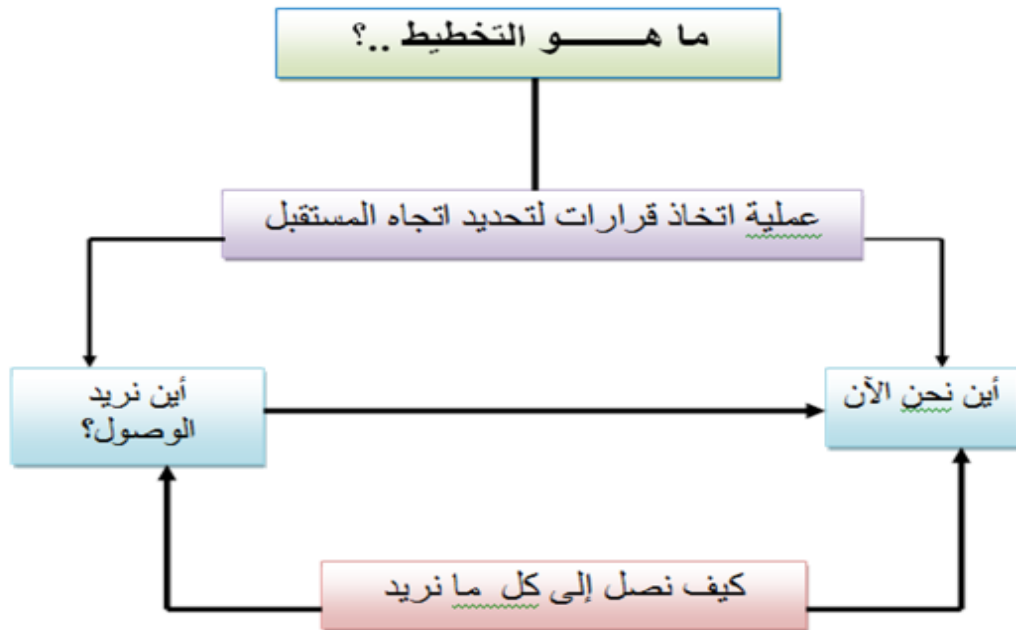 ما هـــــو التخطيط ..؟
عملية اتخاذ قرارات لتحديد اتجاه المستقبل
أين نحن الآن
أين نريد
الوصول؟
كيف نصل إلى كل ما نريد